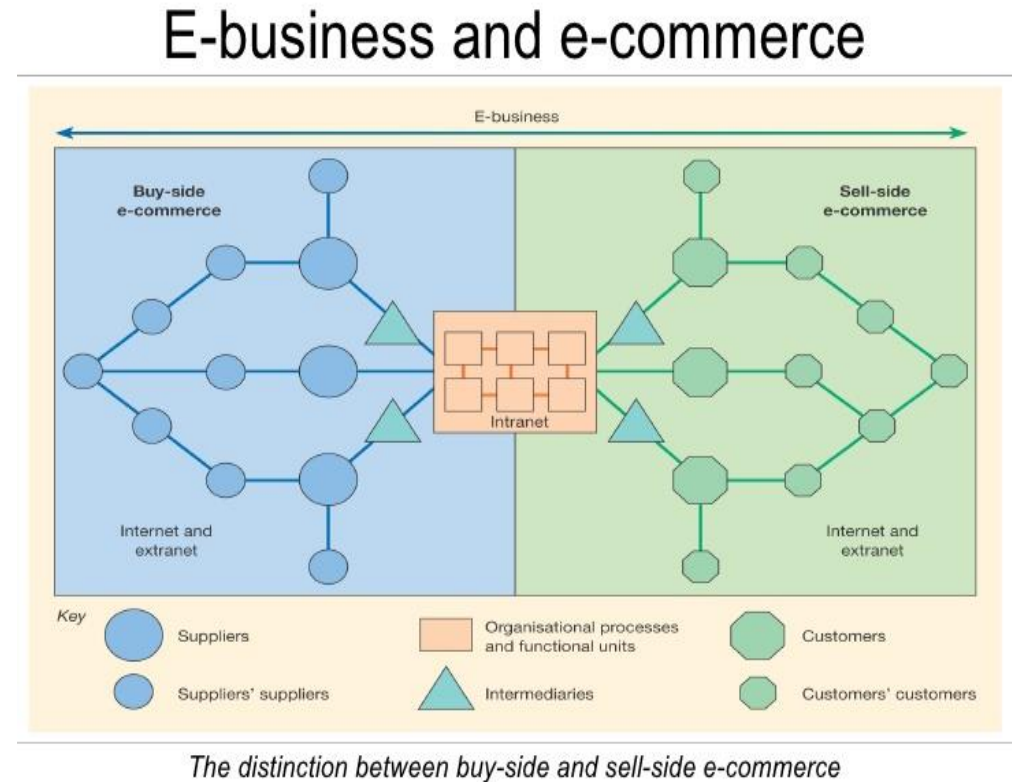 E-business and e-commerce
E-business
Buy-side
e-commerce
Sell-side
e-commerce
Intranet
Internet and
extranet
Internet and
extranet
Key
Suppliers
Organisational processes
and functional units
Customers
Suppliers' suppliers
Intermediaries
Customers' customers
The distinction between buy-side and sell-side e-commerce